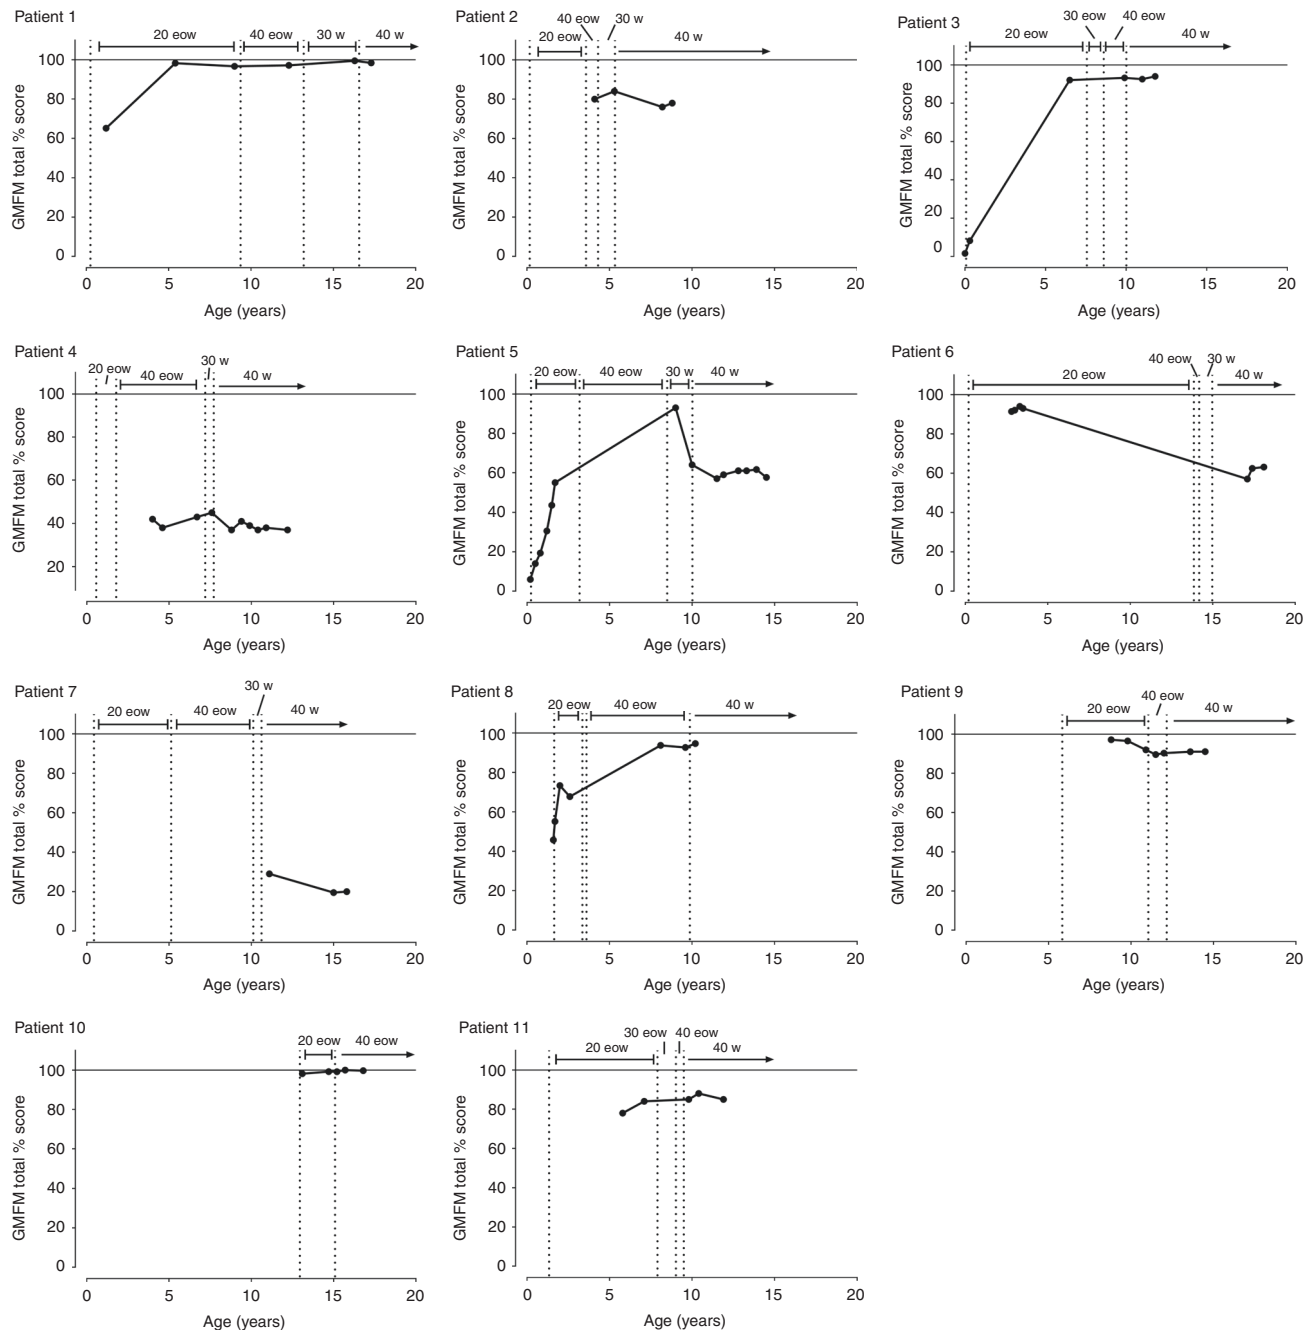 Patient 1
20 eow 40 eow 30 w 40 w
GMFM total % score
100
80
60
40
20
0
0 5 10 15 20
Age (years)
Patient 2
40 eow 30 w
20 eow 40 w
GMFM total % score
100
80
60
40
20
0
0 5 10 15 20
Age (years)
Patient 3
30 eow 40 eow
20 eow 40 w
GMFM total % score
100
80
60
40
20
0
0 5 10 15 20
Age (years)
Patient 4
30 w
20 eow 40 eow 40 w
GMFM total % score
100
80
60
40
20
0 5 10 15 20
Age (years)
Patient 5
20 eow 40 eow 30 w 40 w
GMFM total % score
100
80
60
40
20
0
0 5 10 15 20
Age (years)
Patient 6
40 eow 30 w
20 eow 40 w
GMFM total % score
100
80
60
40
20
0
0 5 10 15 20
Age (years)
Patient 7
30 w
20 eow 40 eow 40 w
GMFM total % score
100
80
60
40
20
0
0 5 10 15 20
Age (years)
Patient 8
20 eow 40 eow 40 w
GMFM total % score
100
80
60
40
20
0
0 5 10 15 20
Age (years)
Patient 9
40 eow
20 eow 40 w
GMFM total % score
100
80
60
40
20
0
0 5 10 15 20
Age (years)
Patient 10
20 eow 40 eow
GMFM total % score
100
80
60
40
20
0
0 5 10 15 20
Age (years)
Patient 11
30 eow 40 eow
20 eow 40 w
GMFM total % score
100
80
60
40
20
0
0 5 10 15 20
Age (years)